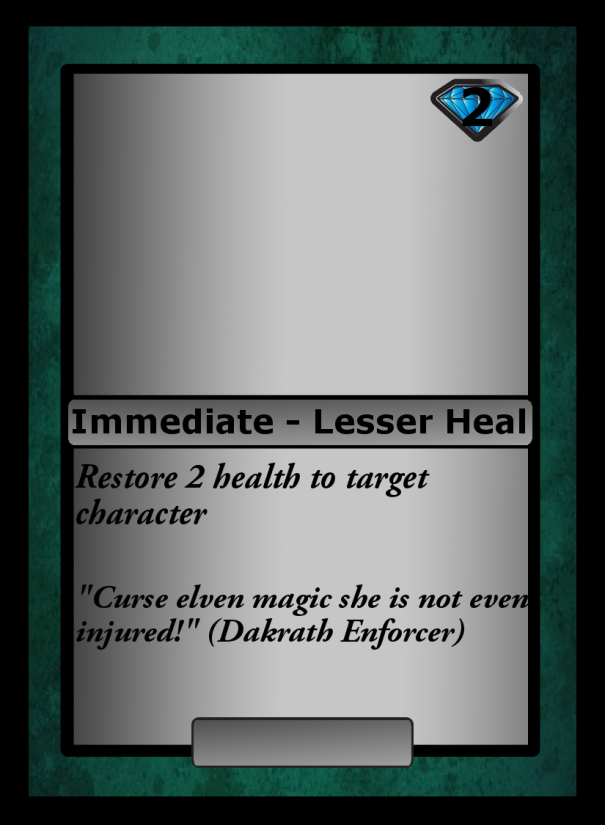 2
Immediate - Lesser Heal
Restore 2 health to target
character
"Curse elven magic she is not even
injured!" (Dakrath Enforcer)